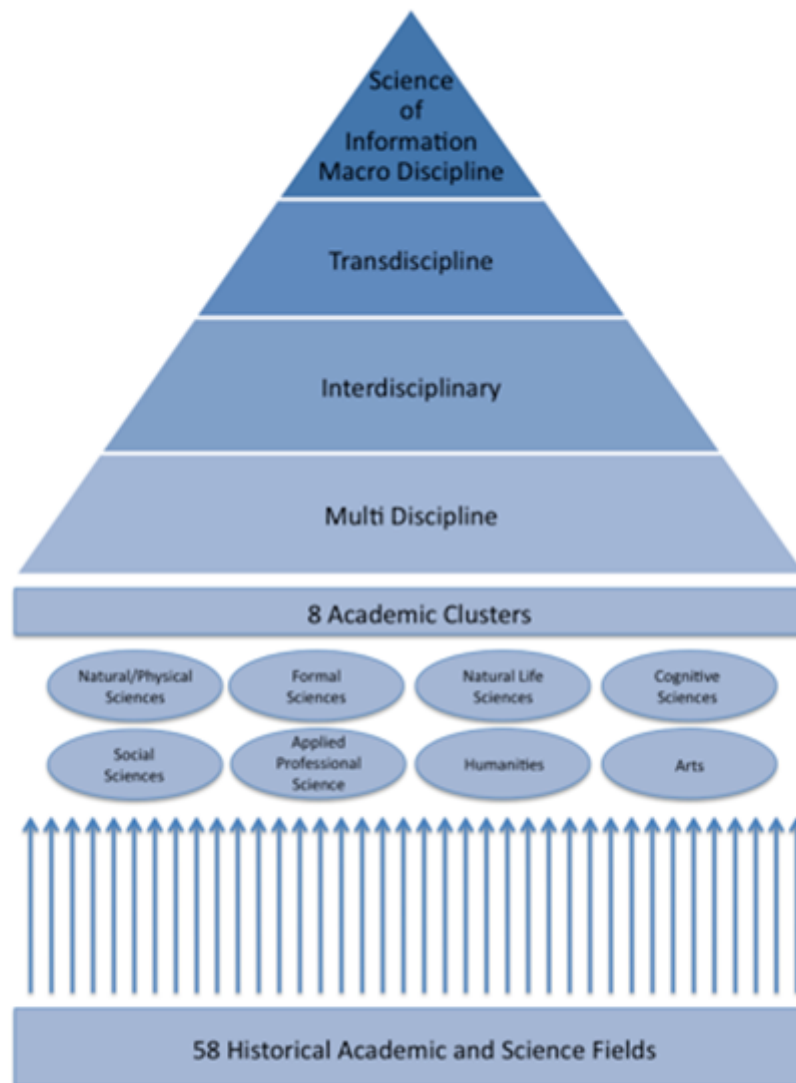 Science
of
Information
Macro Discipline
Transdiscipline
Interdisciplinary
Multi Discipline
8 Academic Clusters
Natural/Physical
Sciences
Formal
Sciences
Natural Life
Sciences
Cognitive
Sciences
Social
Sciences
Applied
Professional
Science
Humanities
Arts
58 Historical Academic and Science Fields